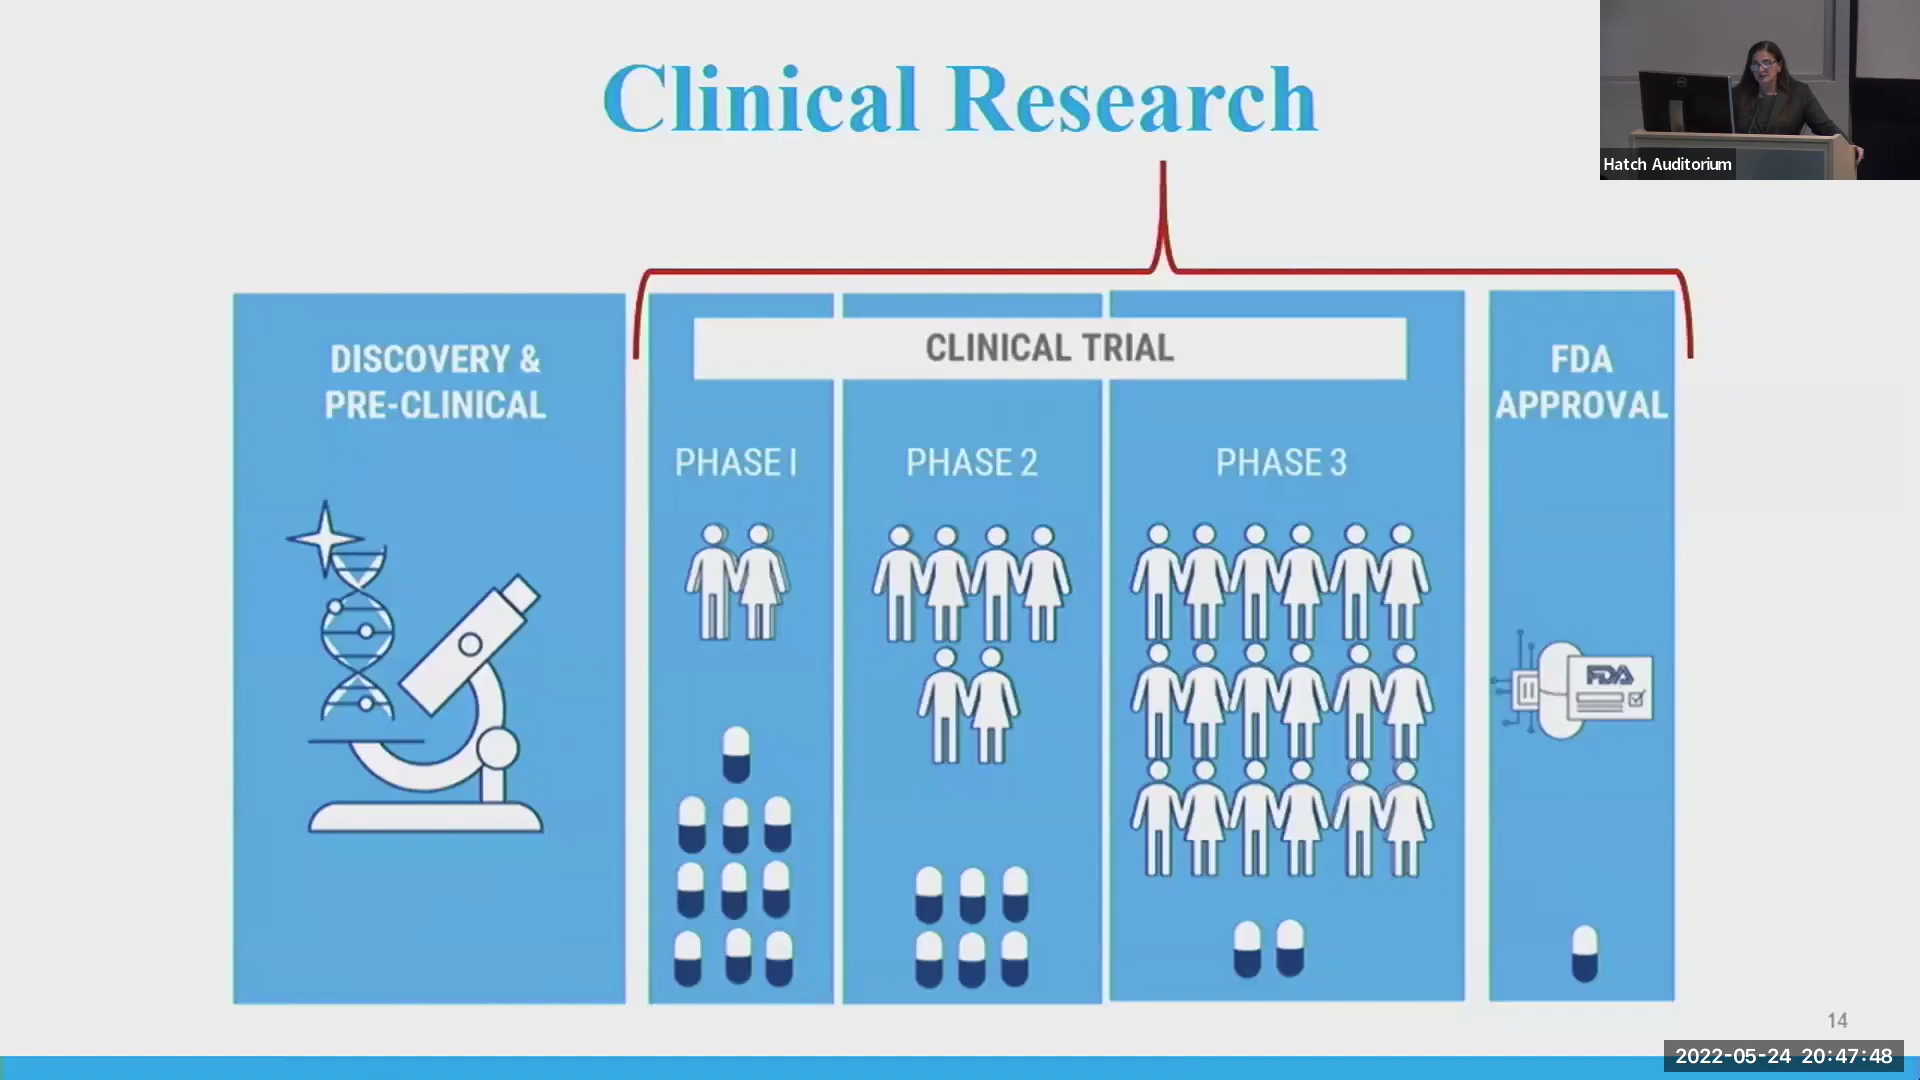 Clinical Research
Hatch Auditorium
DISCOVERY &
PRE-CLINICAL
CLINICAL TRIAL
PHASE I
PHASE 2
PHASE 3
FDA
APPROVAL
FDA
14
2022-05-24 20:47:48